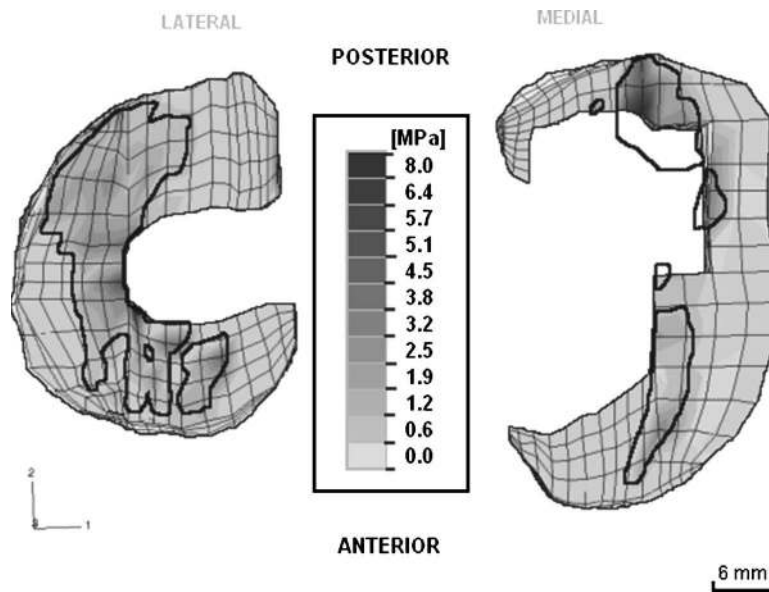 LATERAL
MEDIAL
POSTERIOR
[MPa]
8.0
6.4
5.7
5.1
4.5
3.8
3.2
2.5
1.9
1.2
0.6
0.0
2
3 1
ANTERIOR
6 mm